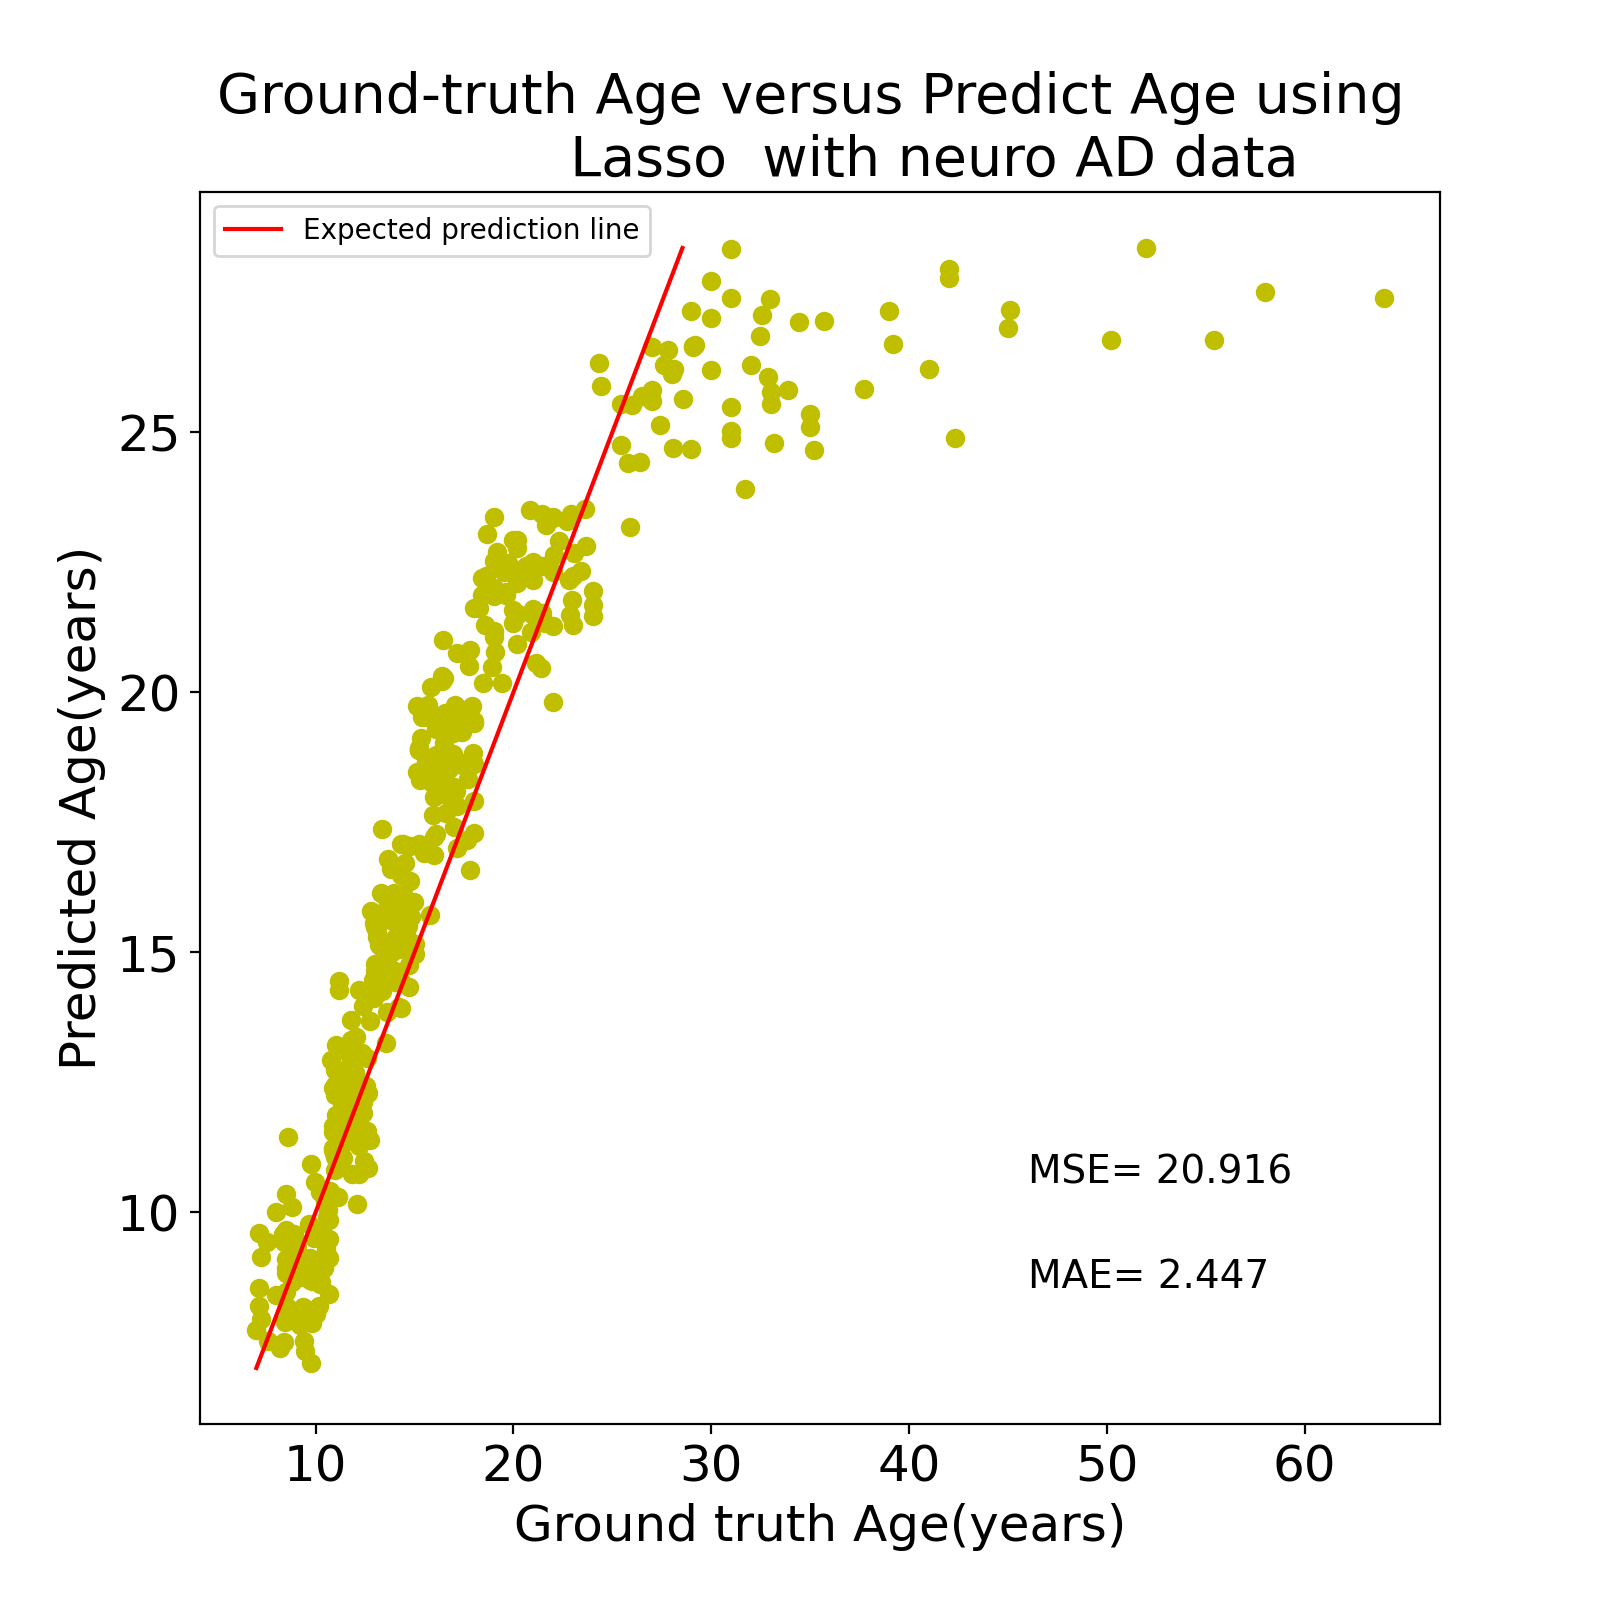 Ground-truth Age versus Predict Age using
Lasso  with neuro AD data
Expected prediction line
25
20
15
10
Predicted Age(years)
MSE= 20.916
MAE= 2.447
10 20 30 40 50 60
Ground truth Age(years)